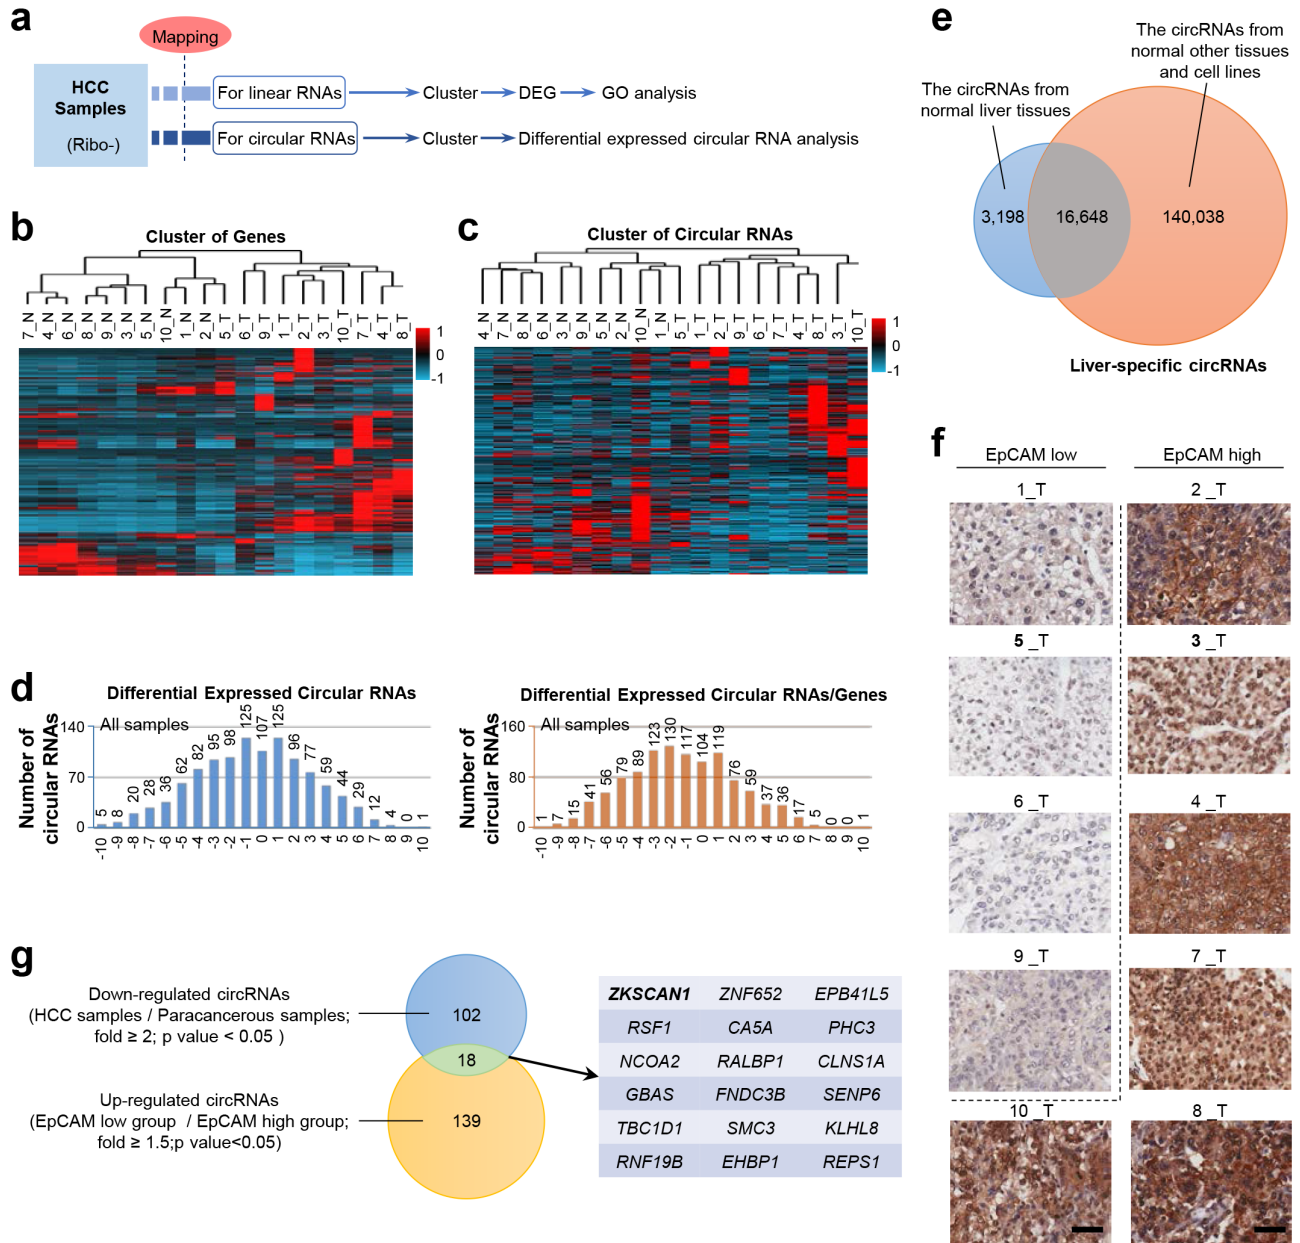 a
Mapping
HCC
Samples
(Ribo-)
For linear RNAs
Cluster
DEG
GO analysis
For circular RNAs
Cluster
Differential expressed circular RNA analysis
b
Cluster of Genes
7_N 4_N 6_N 8_N 9_N 3_N 5_N 10_N 1_N 2_N 5_T 6_T 9_T 1_T 2_T 3_T 10_T 7_T 4_T 8_T
1
0
-1
c
Cluster of Circular RNAs
4_N 7_N 8_N 6_N 3_N 9_N 5_N 2_N 10_N 1_N 5_T 1_T 2_T 9_T 6_T 7_T 4_T 8_T 3_T 10_T
1
0
-1
d
Differential Expressed Circular RNAs
All samples
Number of
circular RNAs
140
70
0
5 8 20 28 36 62 82 95 98 125 107 125 96 77 59 44 29 12 4 0 1
-10 -9 -8 -7 -6 -5 -4 -3 -2 -1 0 1 2 3 4 5 6 7 8 9 10
Differential Expressed Circular RNAs/Genes
All samples
Number of
circular RNAs
160
80
0
1 7 15 41 56 79 89 123 130 117 104 119 76 59 37 36 17 5 0 0 1
-10 -9 -8 -7 -6 -5 -4 -3 -2 -1 0 1 2 3 4 5 6 7 8 9 10
e
The circRNAs from
normal other tissues
and cell lines
The circRNAs from
normal liver tissues
3,198
16,648
140,038
Liver-specific circRNAs
f
EpCAM low
EpCAM high
1_T
2 _T
5 _T
3 _T
6 _T
4 _T
9 _T
7 _T
10 _T
8 _T
g
Down-regulated circRNAs
(HCC samples / Paracancerous samples;
fold ≥ 2; p value < 0.05 )
Up-regulated circRNAs
(EpCAM low group / EpCAM high group;
fold ≥ 1.5;p value<0.05)
102
18
139
ZKSCAN1 ZNF652 EPB41L5
RSF1 CA5A PHC3
NCOA2 RALBP1 CLNS1A
GBAS FNDC3B SENP6
TBC1D1 SMC3 KLHL8
RNF19B EHBP1 REPS1